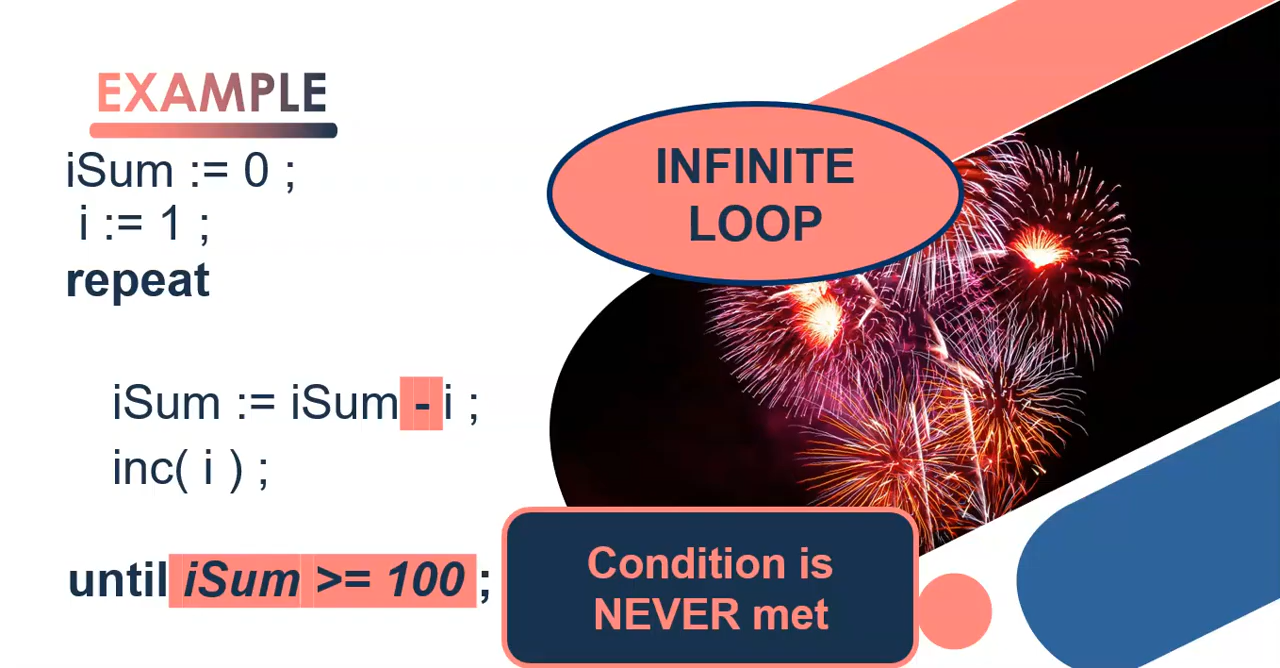 EXAMPLE
iSum := 0 ;
i := 1 ;
repeat
iSum := iSum - i ;
inc( i ) ;
until iSum >= 100 ;
INFINITE
LOOP
Condition is
NEVER met